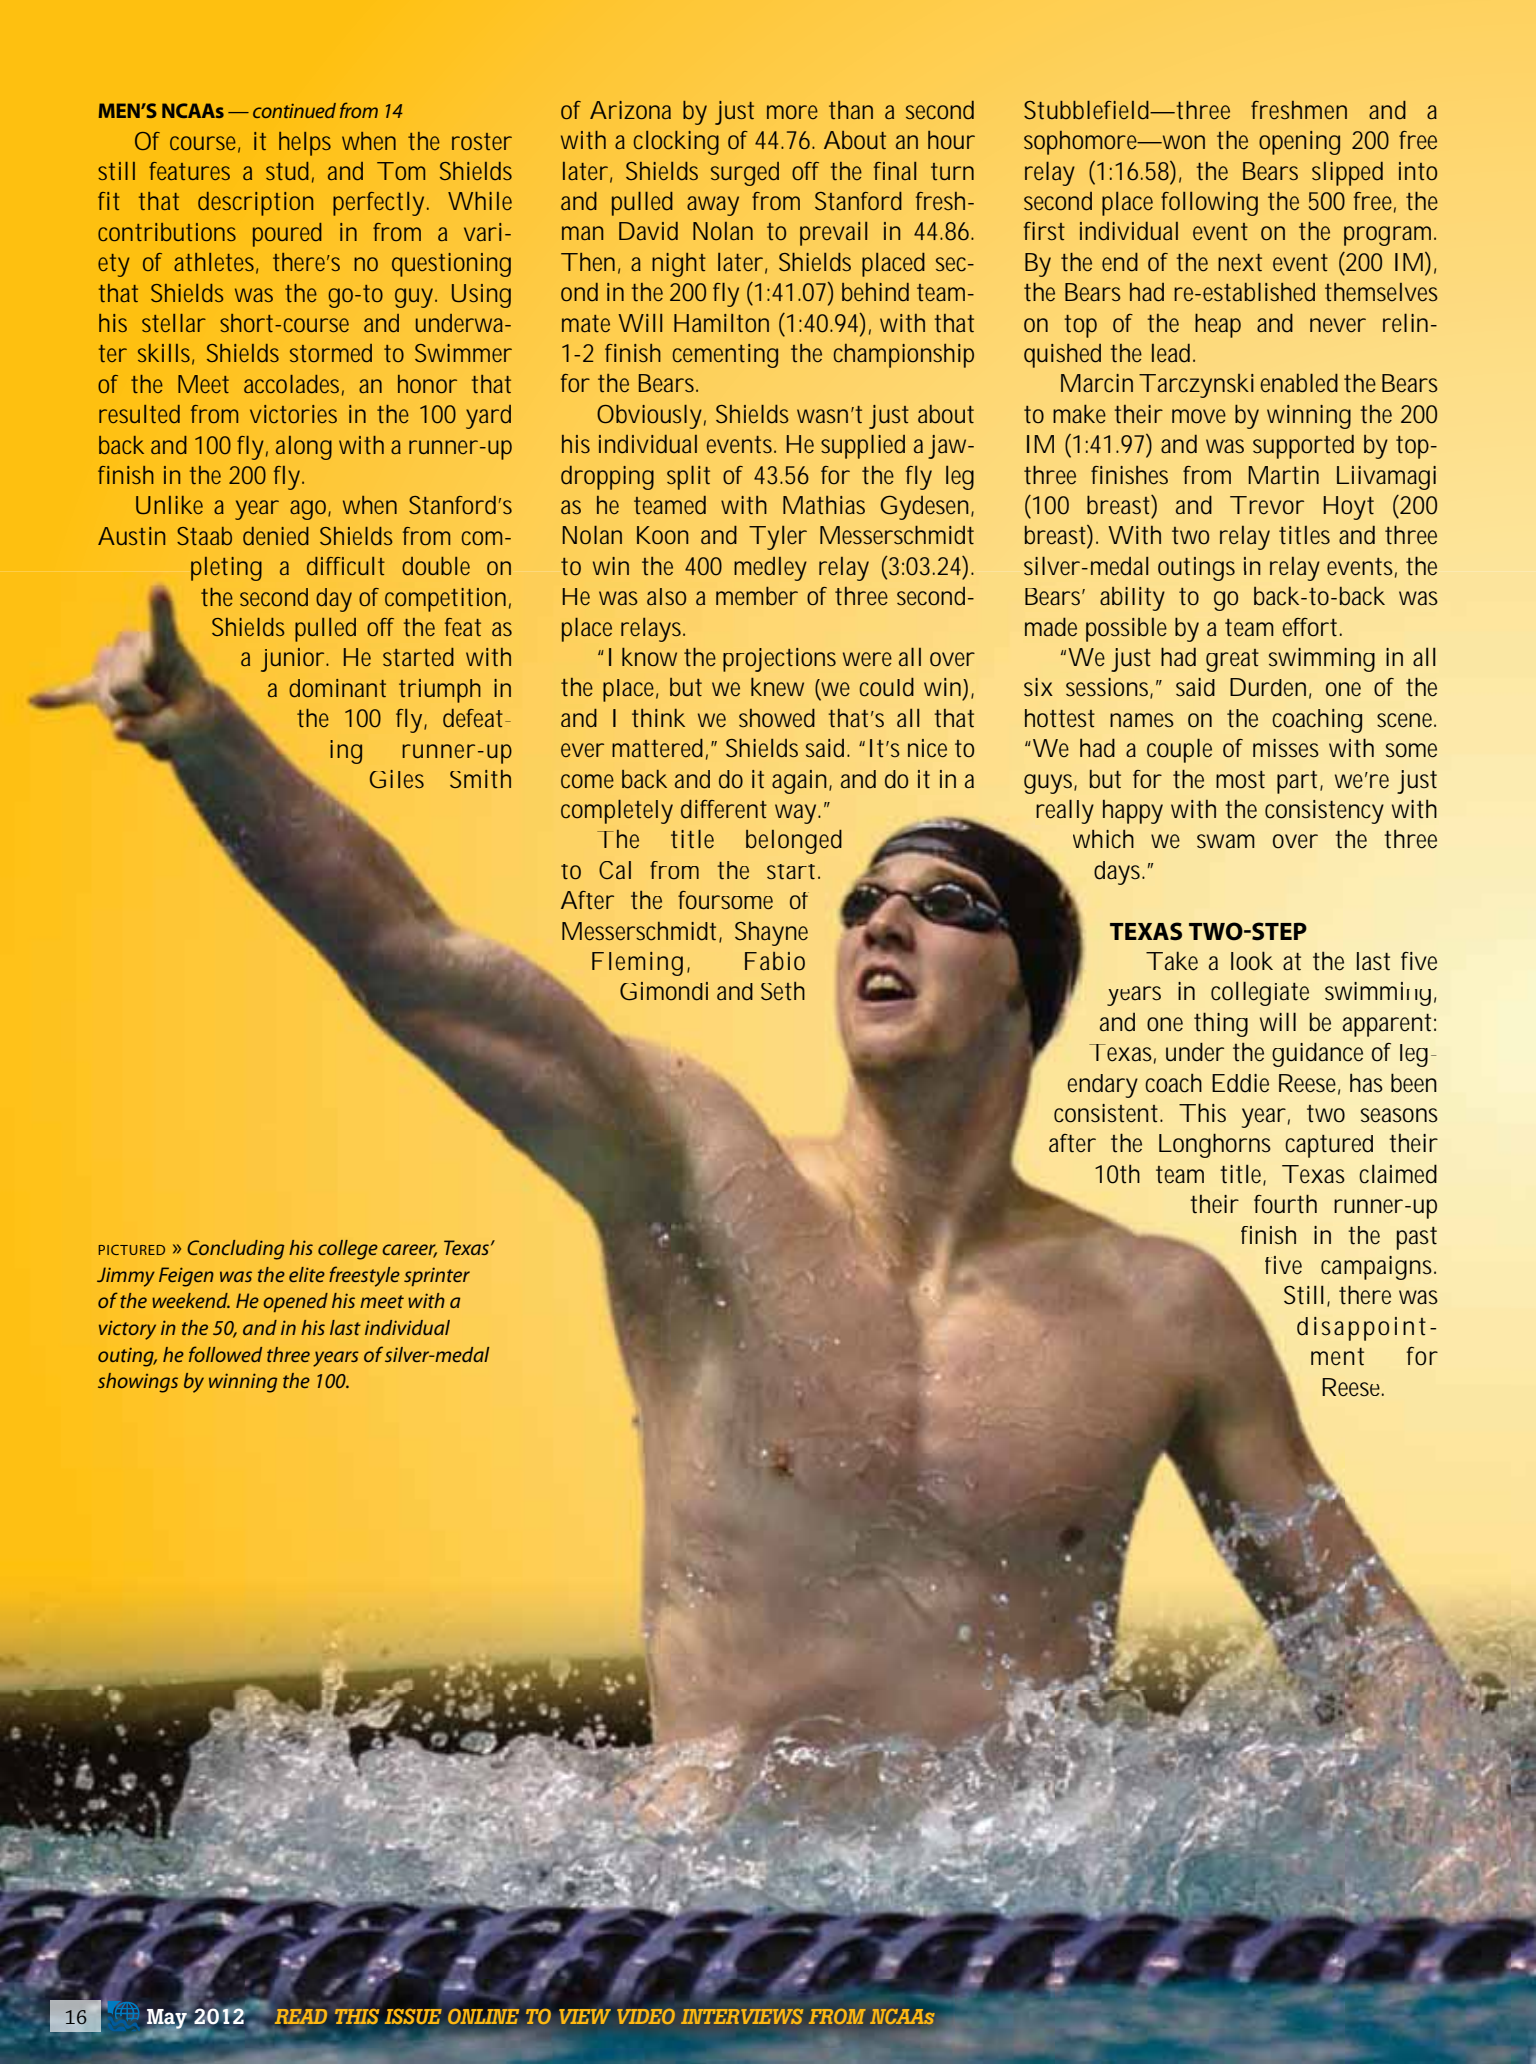 MEN'S NCAAs — continued from 14
Of course, it helps when the roster
still features a stud, and Tom Shields
fit that description perfectly. While
contributions poured in from a vari-
ety of athletes, there's no questioning
that Shields was the go-to guy. Using
his stellar short-course and underwa-
ter skills, Shields stormed to Swimmer
of the Meet accolades, an honor that
resulted from victories in the 100 yard
back and 100 fly, along with a runner-up
finish in the 200 fly.
Unlike a year ago, when Stanford's
Austin Staab denied Shields from com-
pleting a difficult double on
the second day of competition,
Shields pulled off the feat as
a junior. He started with
a dominant triumph in
the 100 fly, defeat-
ing runner-up
Giles Smith
of Arizona by just more than a second
with a clocking of 44.76. About an hour
later, Shields surged off the final turn
and pulled away from Stanford fresh-
man David Nolan to prevail in 44.86.
Then, a night later, Shields placed sec-
ond in the 200 fly (1:41.07) behind team-
mate Will Hamilton (1:40.94), with that
1-2 finish cementing the championship
for the Bears.
Obviously, Shields wasn't just about
his individual events. He supplied a jaw-
dropping split of 43.56 for the fly leg
as he teamed with Mathias Gydesen,
Nolan Koon and Tyler Messerschmidt
to win the 400 medley relay (3:03.24).
He was also a member of three second-
place relays.
"I know the projections were all over
the place, but we knew (we could win),
and I think we showed that's all that
ever mattered," Shields said. "It's nice to
come back and do it again, and do it in a
completely different way."
The title belonged
to Cal from the start.
After the foursome of
Messerschmidt, Shayne
Fleming, Fabio
Gimondi and Seth
Stubblefield—three freshmen and a
sophomore—won the opening 200 free
relay (1:16.58), the Bears slipped into
second place following the 500 free, the
first individual event on the program.
By the end of the next event (200 IM),
the Bears had re-established themselves
on top of the heap and never relin-
quished the lead.
Marcin Tarczynski enabled the Bears
to make their move by winning the 200
IM (1:41.97) and was supported by top-
three finishes from Martin Liivamagi
(100 breast) and Trevor Hoyt (200
breast). With two relay titles and three
silver-medal outings in relay events, the
Bears' ability to go back-to-back was
made possible by a team effort.
"We just had great swimming in all
six sessions," said Durden, one of the
hottest names on the coaching scene.
"We had a couple of misses with some
guys, but for the most part, we're just
really happy with the consistency with
which we swam over the three
days."
TEXAS TWO-STEP
Take a look at the last five
years in collegiate swimming,
and one thing will be apparent:
Texas, under the guidance of leg-
endary coach Eddie Reese, has been
consistent. This year, two seasons
after the Longhorns captured their
10th team title, Texas claimed
their fourth runner-up
finish in the past
five campaigns.
Still, there was
disappoint-
ment for
Reese.
PICTURED » Concluding his college career, Texas'
Jimmy Feigen was the elite freestyle sprinter
of the weekend. He opened his meet with a
victory in the 50, and in his last individual
outing, he followed three years of silver-medal
showings by winning the 100.
16 May 2012 READ THIS ISSUE ONLINE TO VIEW VIDEO INTERVIEWS FROM NCAAs